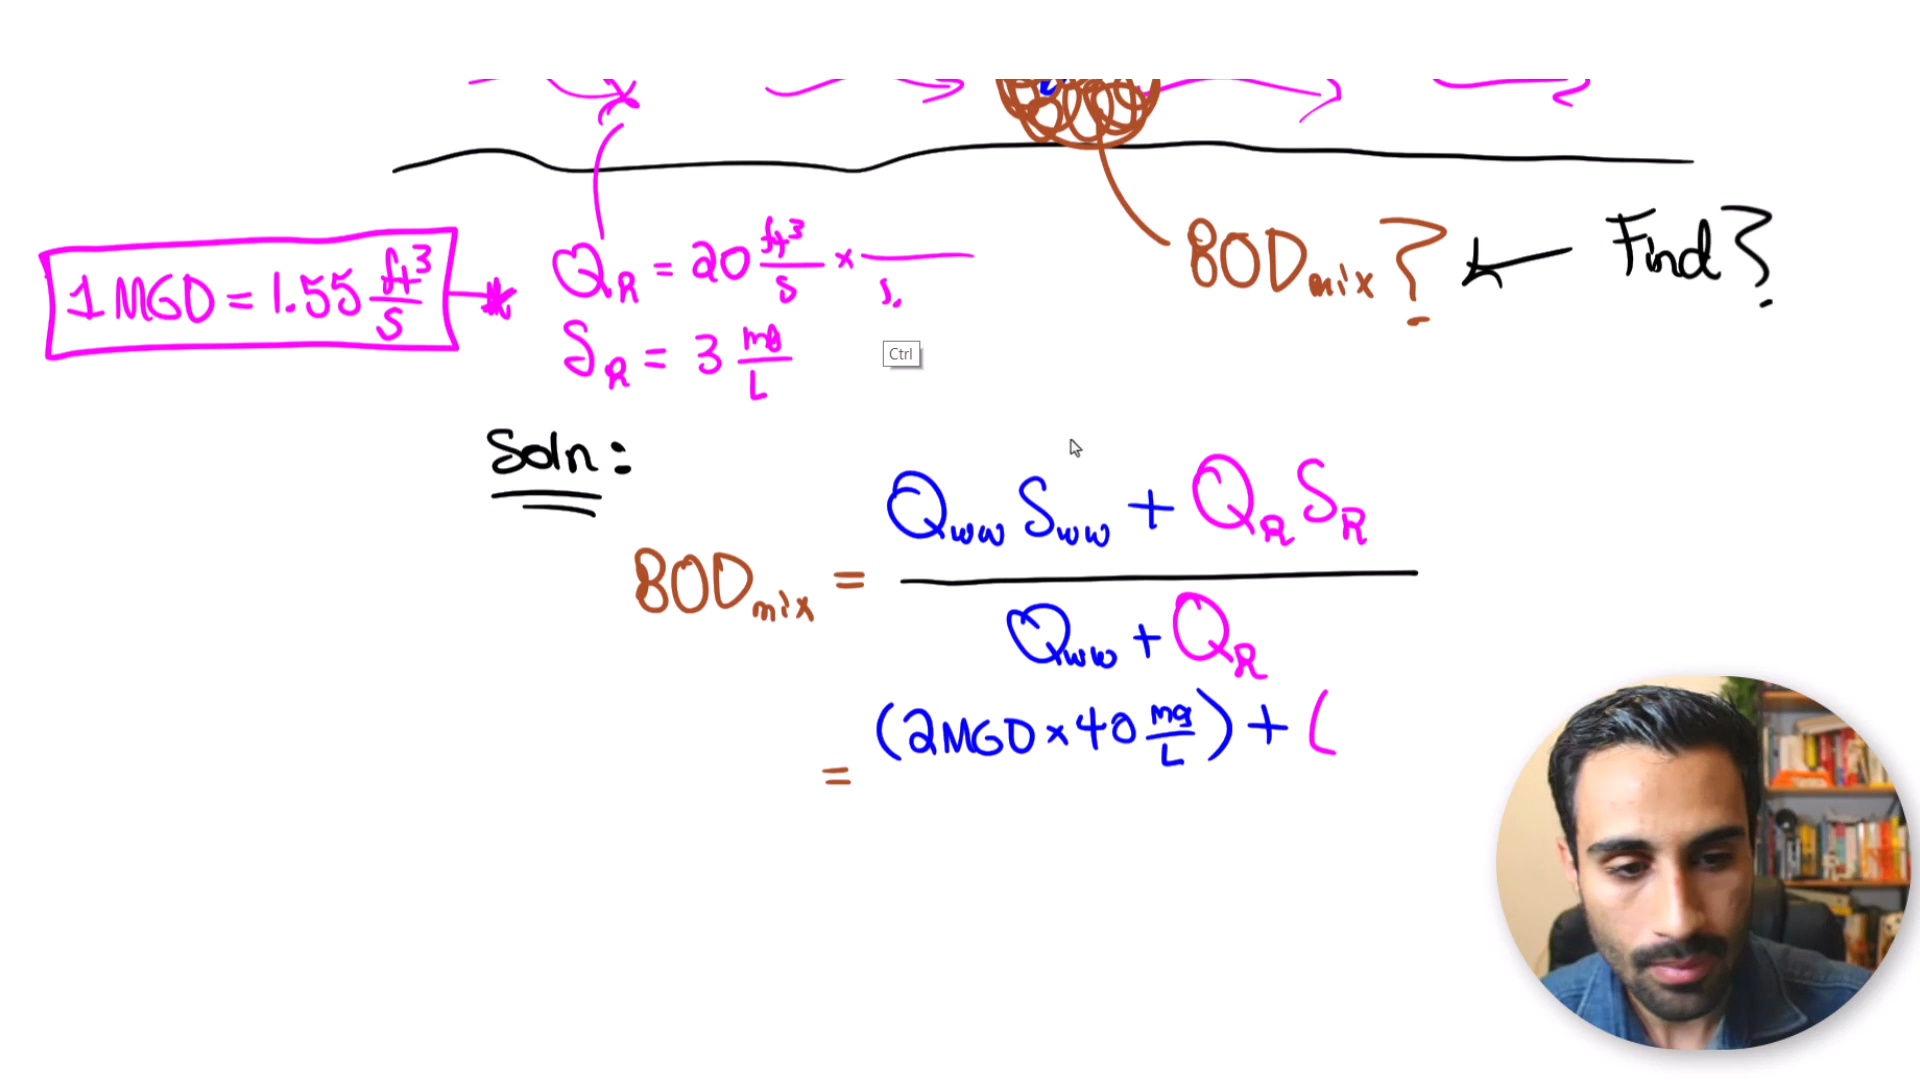 1 MGD = 1.55 ft³/s
Q_R = 20 ft³/s × ___/s.
S_R = 3 mg/L
BOD_mix ?
Find?
Ctrl
Soln:
BOD_mix = (Q_ww S_ww + Q_R S_R) / (Q_ww + Q_R)
= (2MGD × 40 mg/L) + (